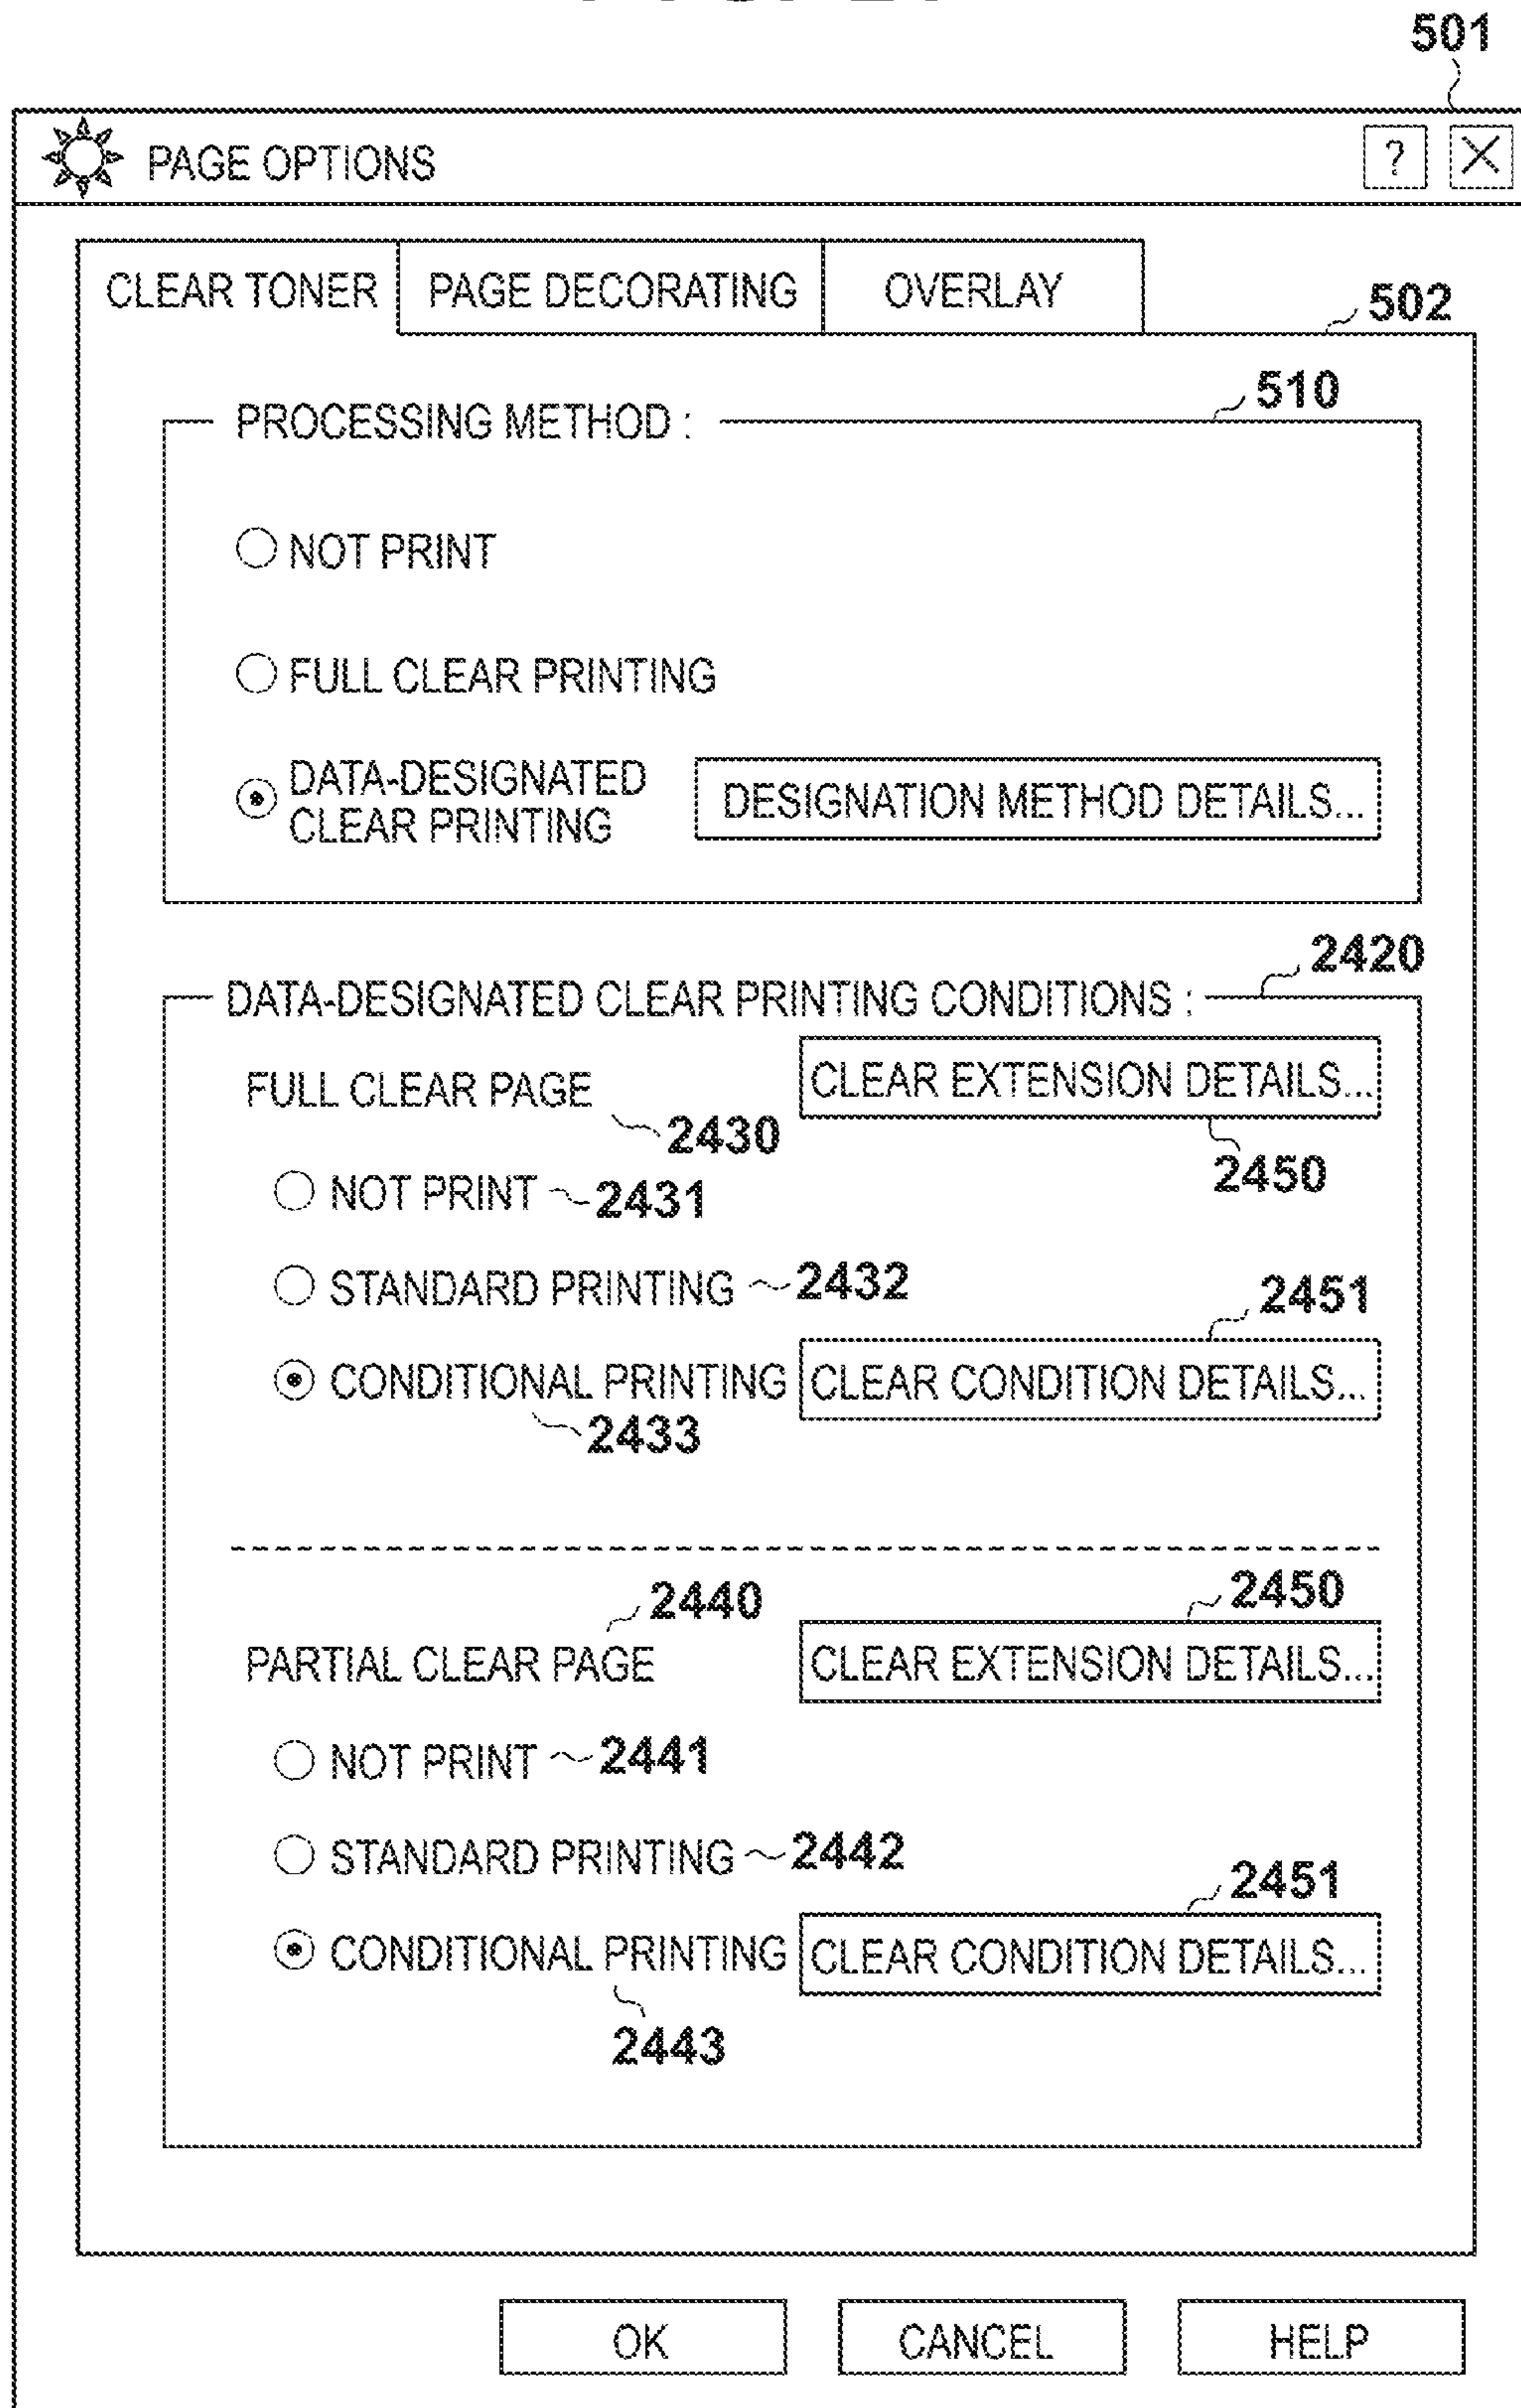 501
PAGE OPTIONS ?
CLEAR TONER PAGE DECORATING OVERLAY
502
510
PROCESSING METHOD :
NOT PRINT
FULL CLEAR PRINTING
DATA-DESIGNATED
CLEAR PRINTING
DESIGNATION METHOD DETAILS...
2420
DATA-DESIGNATED CLEAR PRINTING CONDITIONS :
FULL CLEAR PAGE CLEAR EXTENSION DETAILS...
2430
2450
NOT PRINT 2431
STANDARD PRINTING 2432
2451
CONDITIONAL PRINTING CLEAR CONDITION DETAILS...
2433
2440
2450
PARTIAL CLEAR PAGE CLEAR EXTENSION DETAILS...
NOT PRINT 2441
STANDARD PRINTING 2442
2451
CONDITIONAL PRINTING CLEAR CONDITION DETAILS...
2443
OK CANCEL HELP